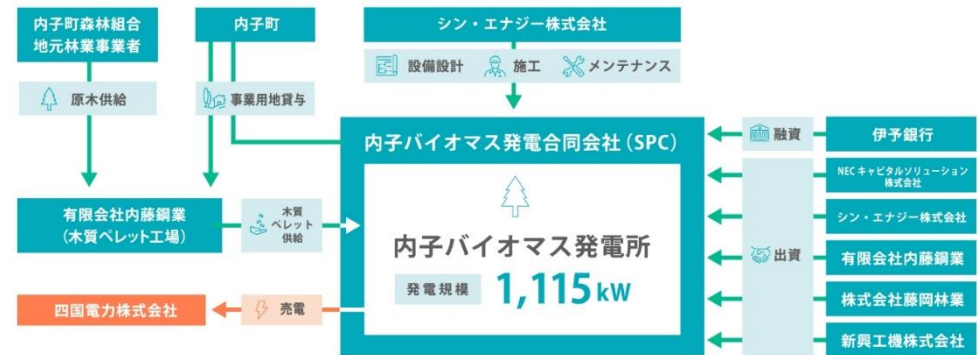 内子町森林組合
地元林業事業者
内子町
シン・エナジー株式会社
設備設計
施工
メンテナンス
原木供給
事業用地貸与
内子バイオマス発電合同会社（SPC）
融資
伊予銀行
NECキャピタルソリューション
株式会社
有限会社内藤鋼業
（木質ペレット工場）
木質
ペレット
供給
内子バイオマス発電所
発電規模
1,115kW
出資
シン・エナジー株式会社
有限会社内藤鋼業
四国電力株式会社
売電
株式会社藤岡林業
新興工機株式会社